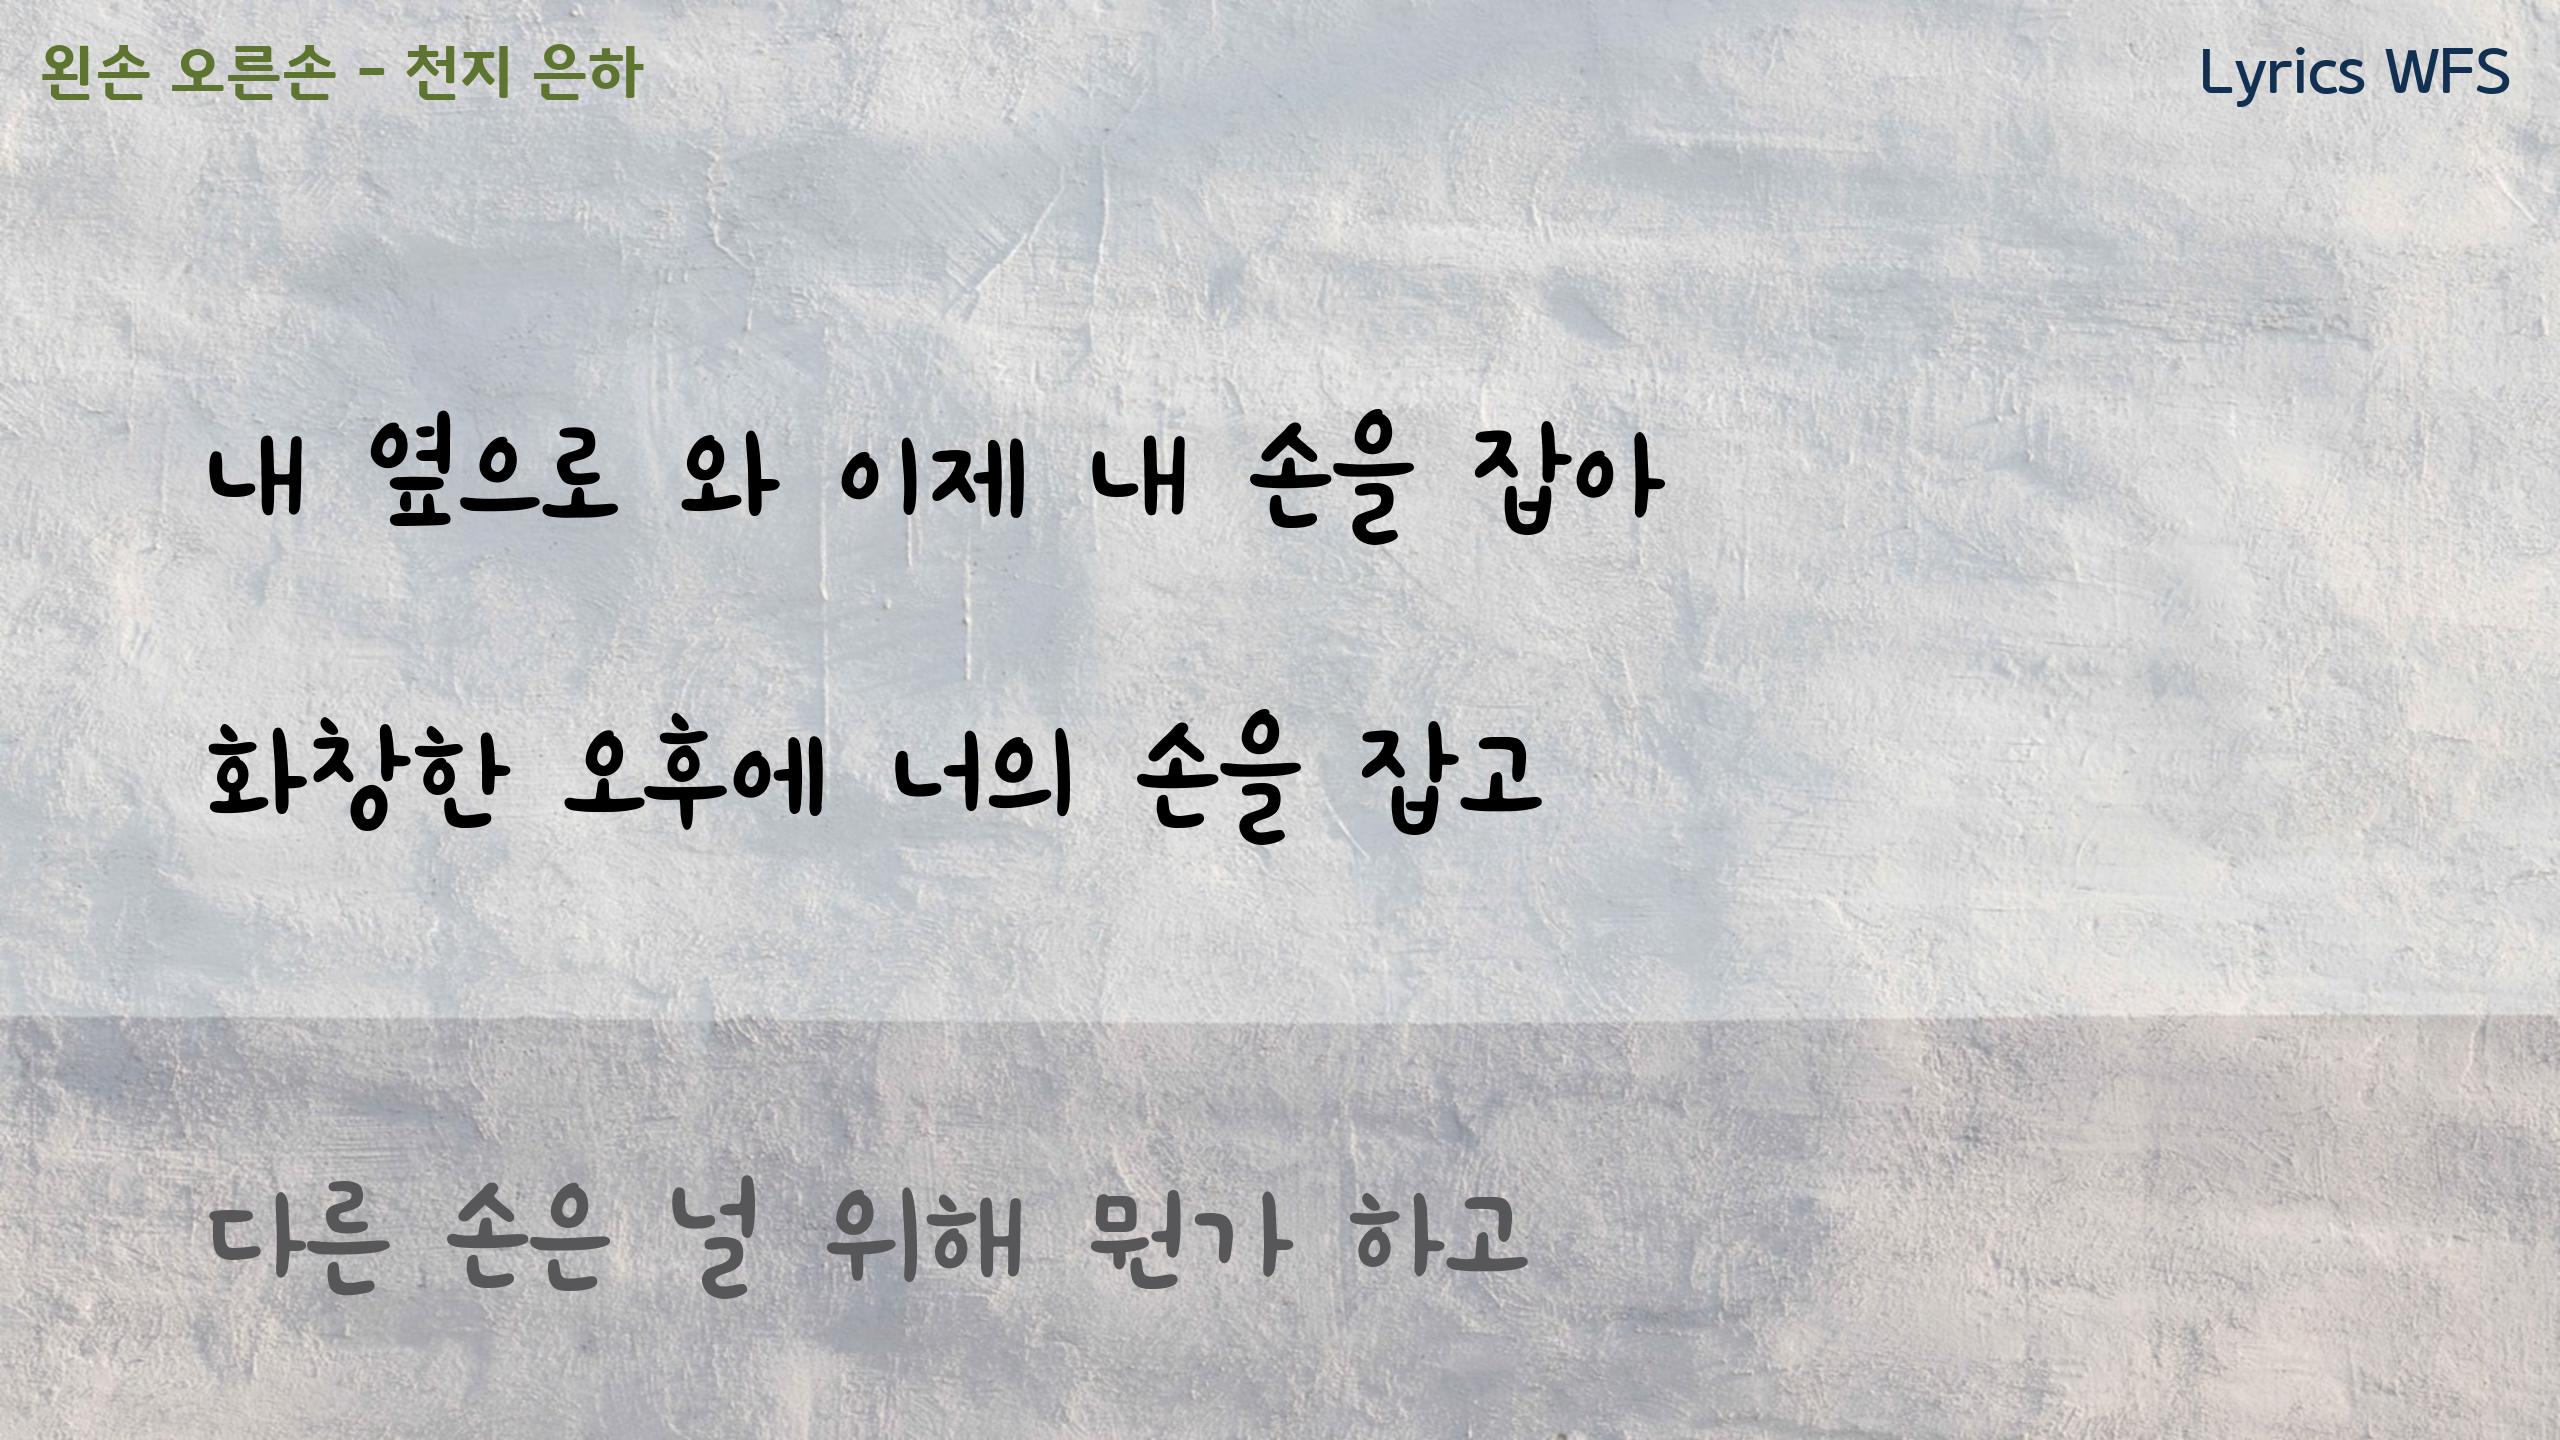 왼손 오른손 - 천지 은하
Lyrics WFS
내 옆으로 와 이제 내 손을 잡아
화창한 오후에 너의 손을 잡고
다른 손은 널 위해 뭔가 하고